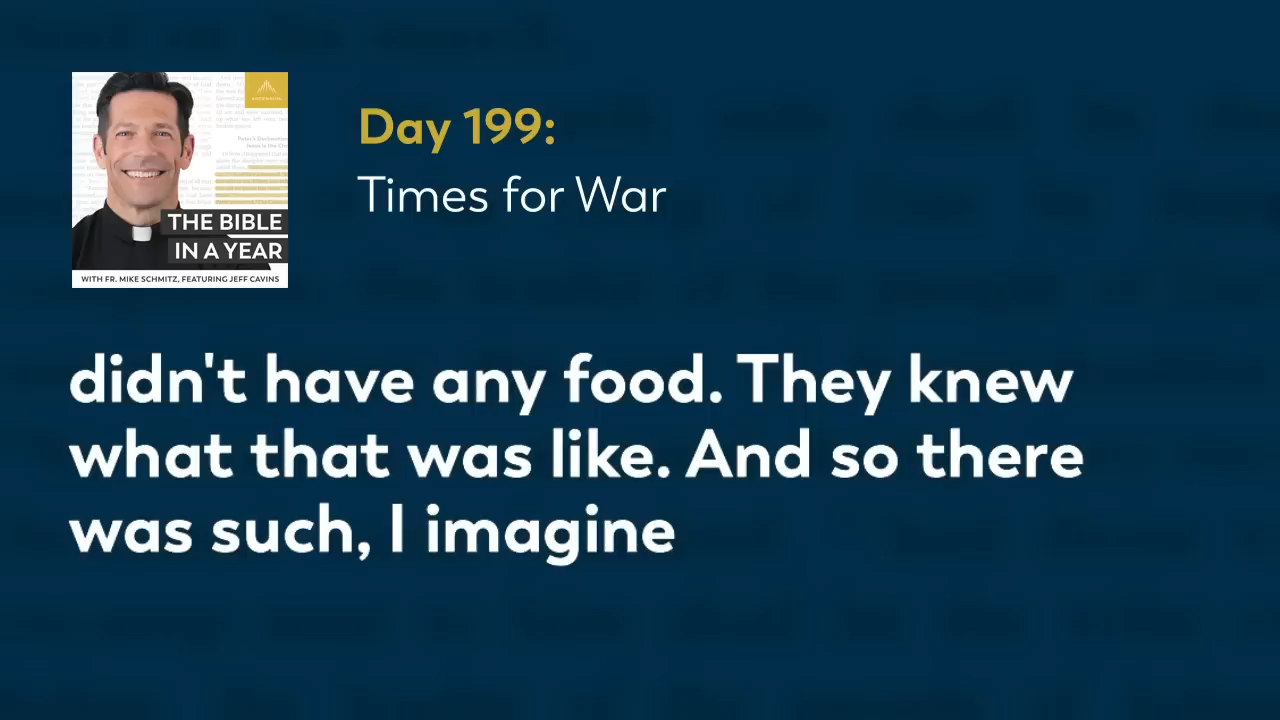 Day 199:
Times for War
THE BIBLE
IN A YEAR
WITH FR. MIKE SCHMITZ, FEATURING JEFF CAVINS
didn't have any food. They knew
what that was like. And so there
was such, I imagine